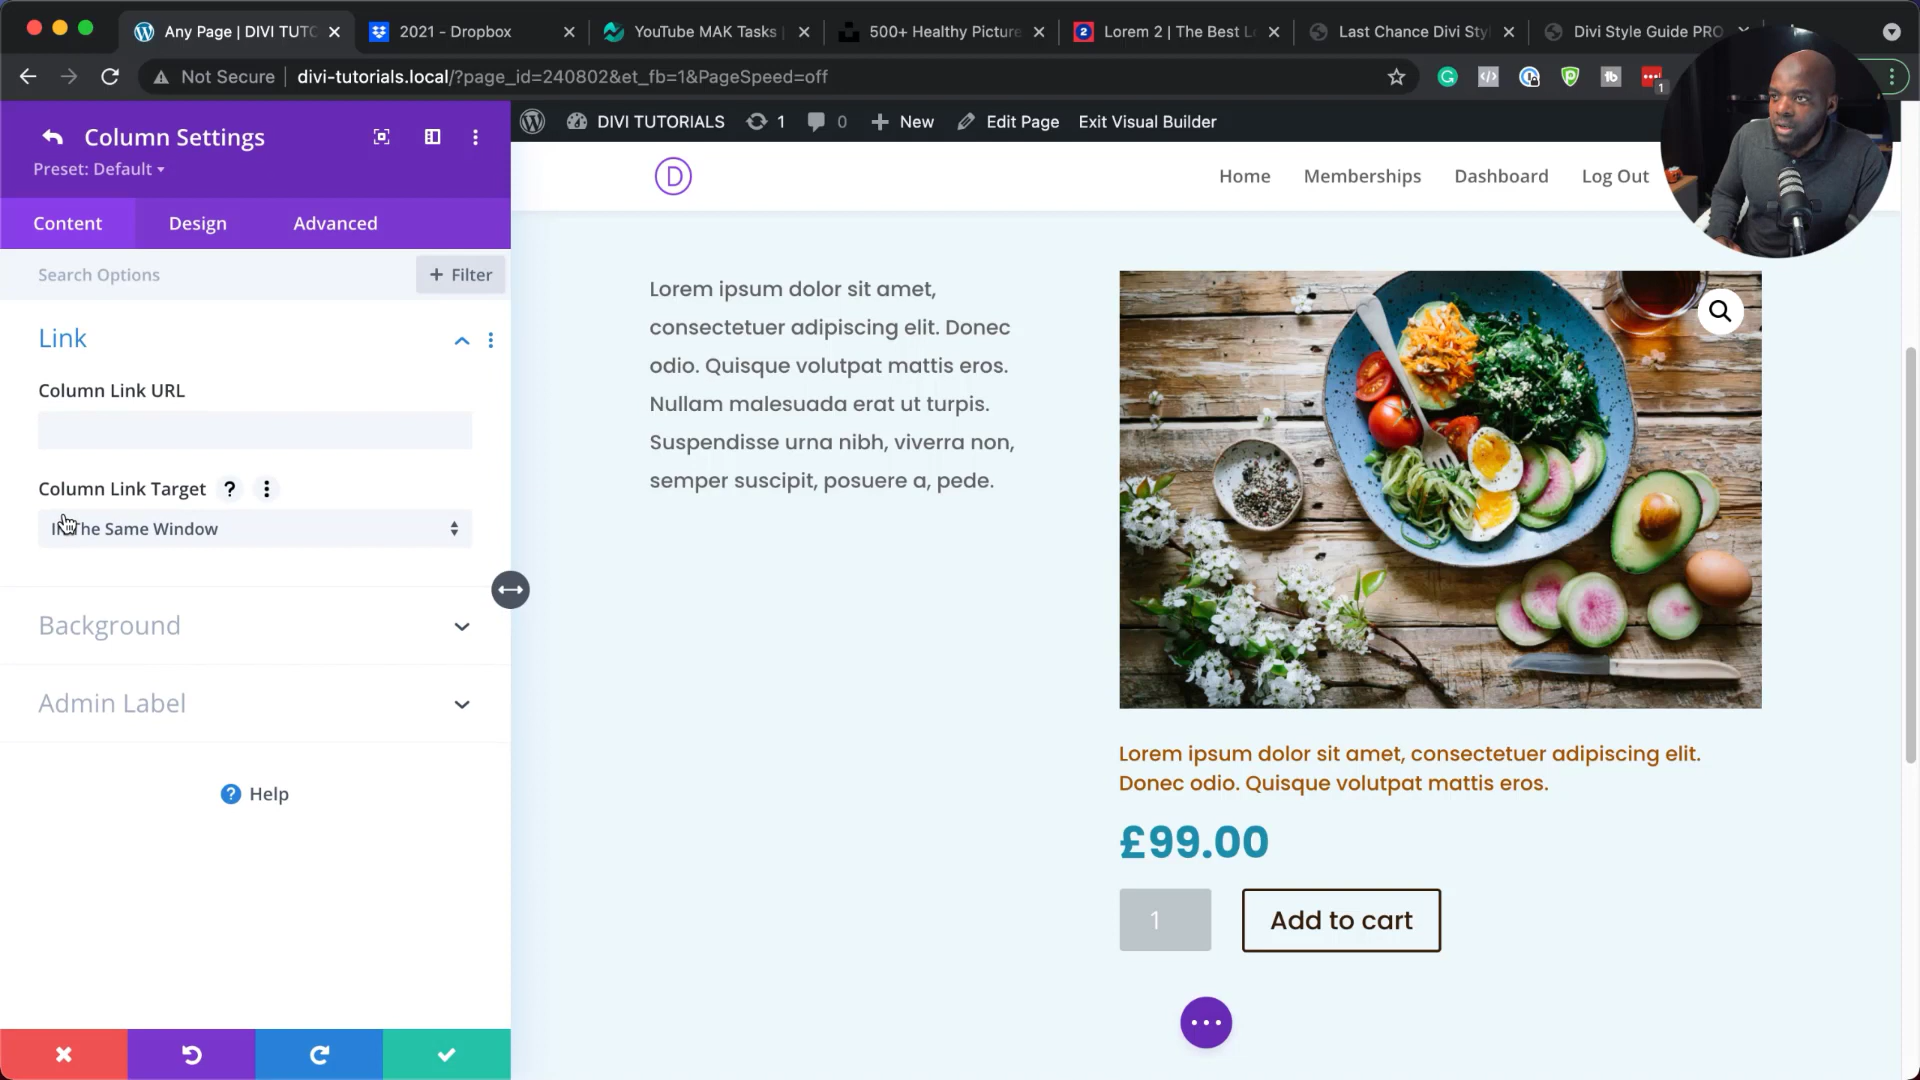 Any Page | DIVI TUTO
2021 - Dropbox
YouTube MAK Tasks
500+ Healthy Picture
2
Lorem 2 | The Best L
Last Chance Divi Sty
Divi Style Guide PRO
Not Secure
divi-tutorials.local/?page_id=240802&et_fb=1&PageSpeed=off
1
Column Settings
Preset: Default
Content
Design
Advanced
Search Options
+ Filter
Link
Column Link URL
Column Link Target ?
In The Same Window
Background
Admin Label
? Help
DIVI TUTORIALS
1
0
New
Edit Page
Exit Visual Builder
D
Home
Memberships
Dashboard
Log Out
Lorem ipsum dolor sit amet,
consectetuer adipiscing elit. Donec
odio. Quisque volutpat mattis eros.
Nullam malesuada erat ut turpis.
Suspendisse urna nibh, viverra non,
semper suscipit, posuere a, pede.
Lorem ipsum dolor sit amet, consectetuer adipiscing elit.
Donec odio. Quisque volutpat mattis eros.
£99.00
1
Add to cart